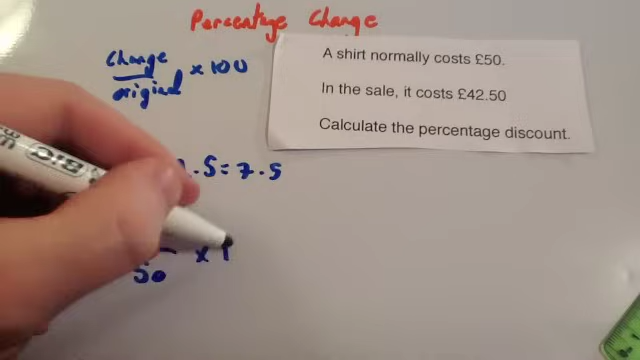 Percentage Change
Change
original × 100
A shirt normally costs £50.
In the sale, it costs £42.50
Calculate the percentage discount.
.5 = 7.5
50 × 1
BIC